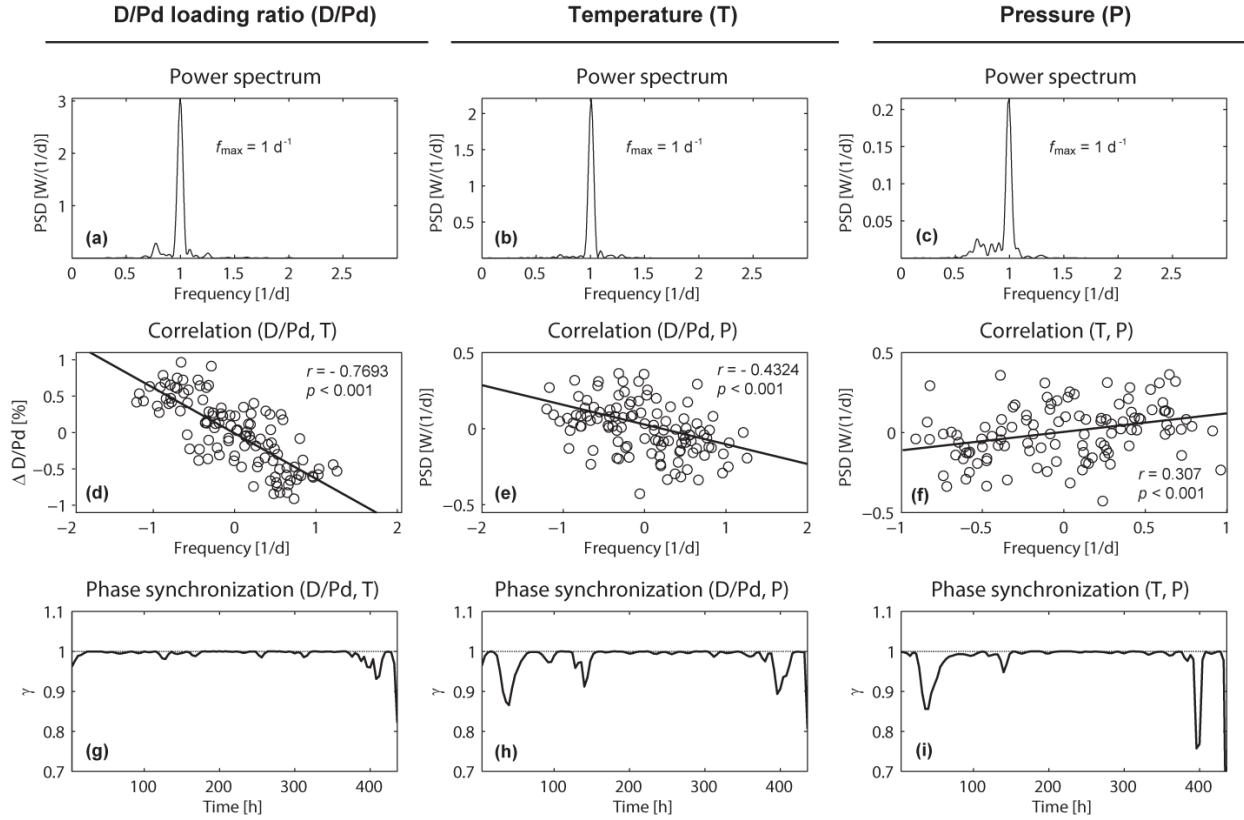 D/Pd loading ratio (D/Pd)
Temperature (T)
Pressure (P)
Power spectrum
3
2
1
PSD [W/(1/d)]
f_max = 1 d⁻¹
(a)
0 0.5 1 1.5 2 2.5
Frequency [1/d]
Power spectrum
2
1.5
1
0.5
PSD [W/(1/d)]
f_max = 1 d⁻¹
(b)
0 0.5 1 1.5 2 2.5
Frequency [1/d]
Power spectrum
0.2
0.15
0.1
0.05
PSD [W/(1/d)]
f_max = 1 d⁻¹
(c)
0 0.5 1 1.5 2 2.5
Frequency [1/d]
Correlation (D/Pd, T)
1
0.5
0
−0.5
−1
Δ D/Pd [%]
r = - 0.7693
p < 0.001
(d)
−2 −1 0 1 2
Frequency [1/d]
Correlation (D/Pd, P)
0.5
0
−0.5
PSD [W/(1/d)]
r = - 0.4324
p < 0.001
(e)
−2 −1 0 1 2
Frequency [1/d]
Correlation (T, P)
0.5
0
−0.5
PSD [W/(1/d)]
r = 0.307
p < 0.001
(f)
−1 −0.5 0 0.5 1
Frequency [1/d]
Phase synchronization (D/Pd, T)
1.1
1
0.9
0.8
0.7
γ
(g)
100 200 300 400
Time [h]
Phase synchronization (D/Pd, P)
1.1
1
0.9
0.8
0.7
γ
(h)
100 200 300 400
Time [h]
Phase synchronization (T, P)
1.1
1
0.9
0.8
0.7
γ
(i)
100 200 300 400
Time [h]